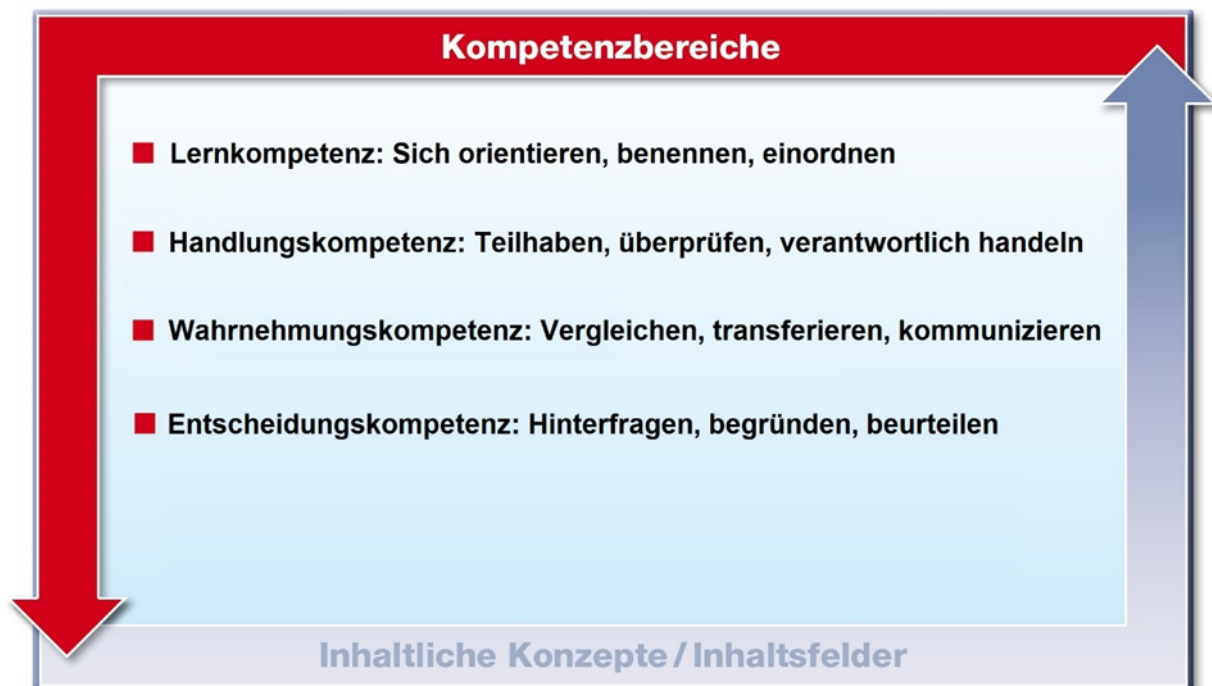 Kompetenzbereiche
Lernkompetenz: Sich orientieren, benennen, einordnen
Handlungskompetenz: Teilhaben, überprüfen, verantwortlich handeln
Wahrnehmungskompetenz: Vergleichen, transferieren, kommunizieren
Entscheidungskompetenz: Hinterfragen, begründen, beurteilen
Inhaltliche Konzepte / Inhaltsfelder